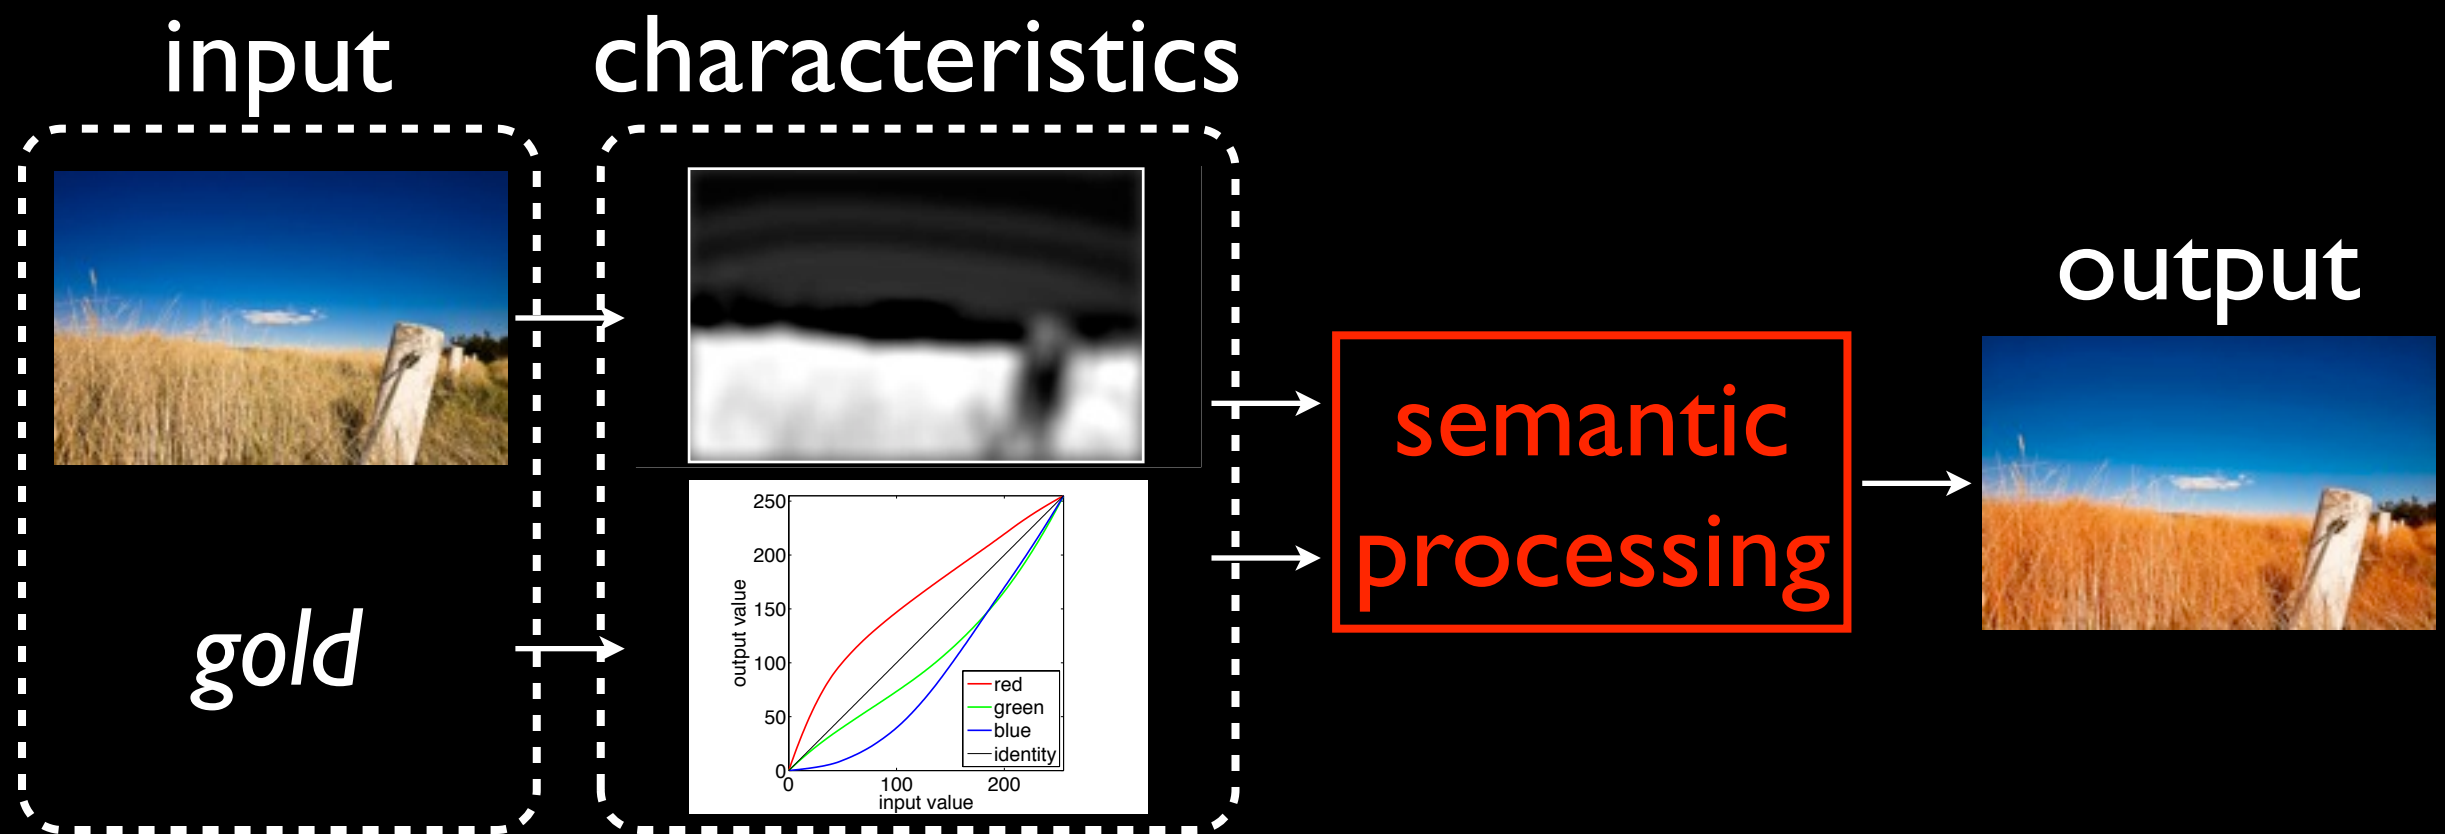 input
characteristics
gold
250
200
150
100
50
0
output value
0 100 200
input value
red
green
blue
identity
semantic
processing
output